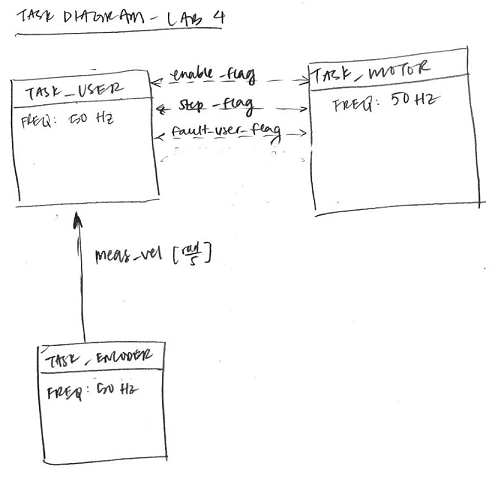 TASK DIAGRAM - LAB 4
TASK_USER
FREQ: 50 HZ
enable_flag
step_flag
fault_user_flag
TASK_MOTOR
FREQ: 50 HZ
meas_vel [rad/s]
TASK_ENCODER
FREQ: 50 HZ